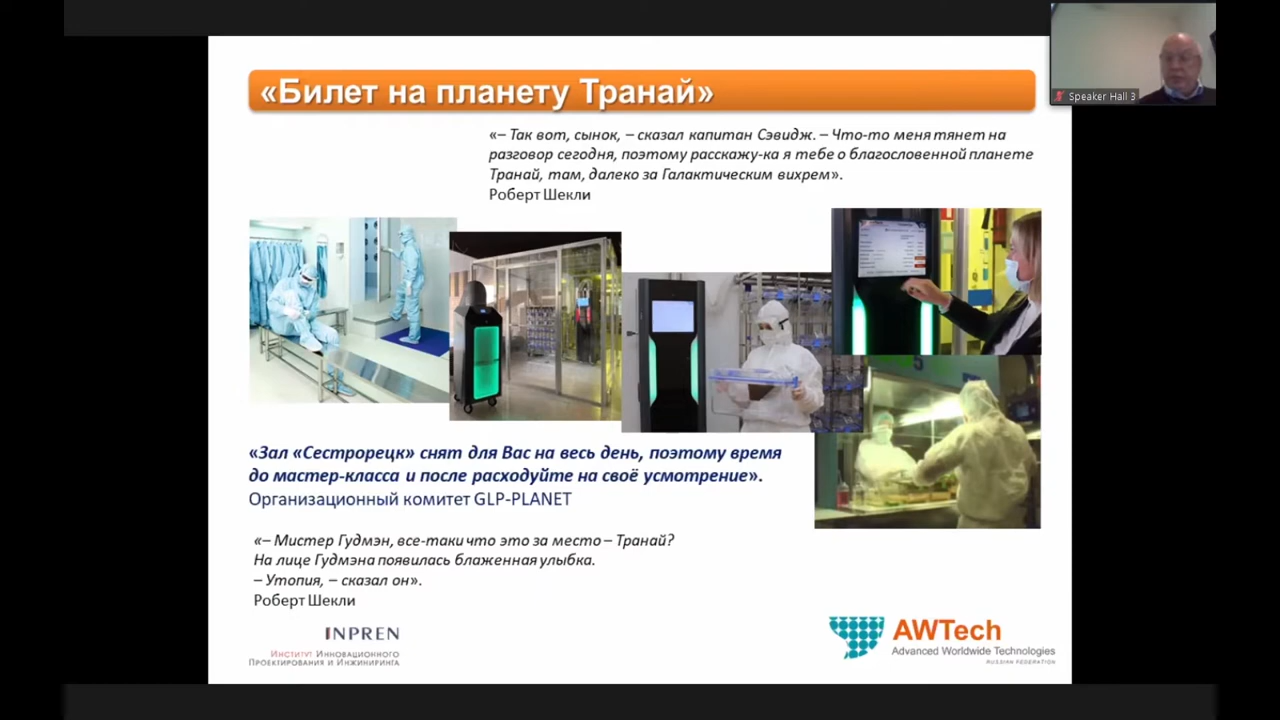 «Билет на планету Транай»
Speaker Hall 3
«– Так вот, сынок, – сказал капитан Сэвидж. – Что-то меня тянет на
разговор сегодня, поэтому расскажу-ка я тебе о благословенной планете
Транай, там, далеко за Галактическим вихрем».
Роберт Шекли
«Зал «Сестрорецк» снят для Вас на весь день, поэтому время
до мастер-класса и после расходуйте на своё усмотрение».
Организационный комитет GLP-PLANET
«– Мистер Гудмэн, все-таки что это за место – Транай?
На лице Гудмэна появилась блаженная улыбка.
– Утопия, – сказал он».
Роберт Шекли
INPREN
Институт Инновационного
Проектирования и Инжиниринга
AWTech
Advanced Worldwide Technologies
RUSSIAN FEDERATION